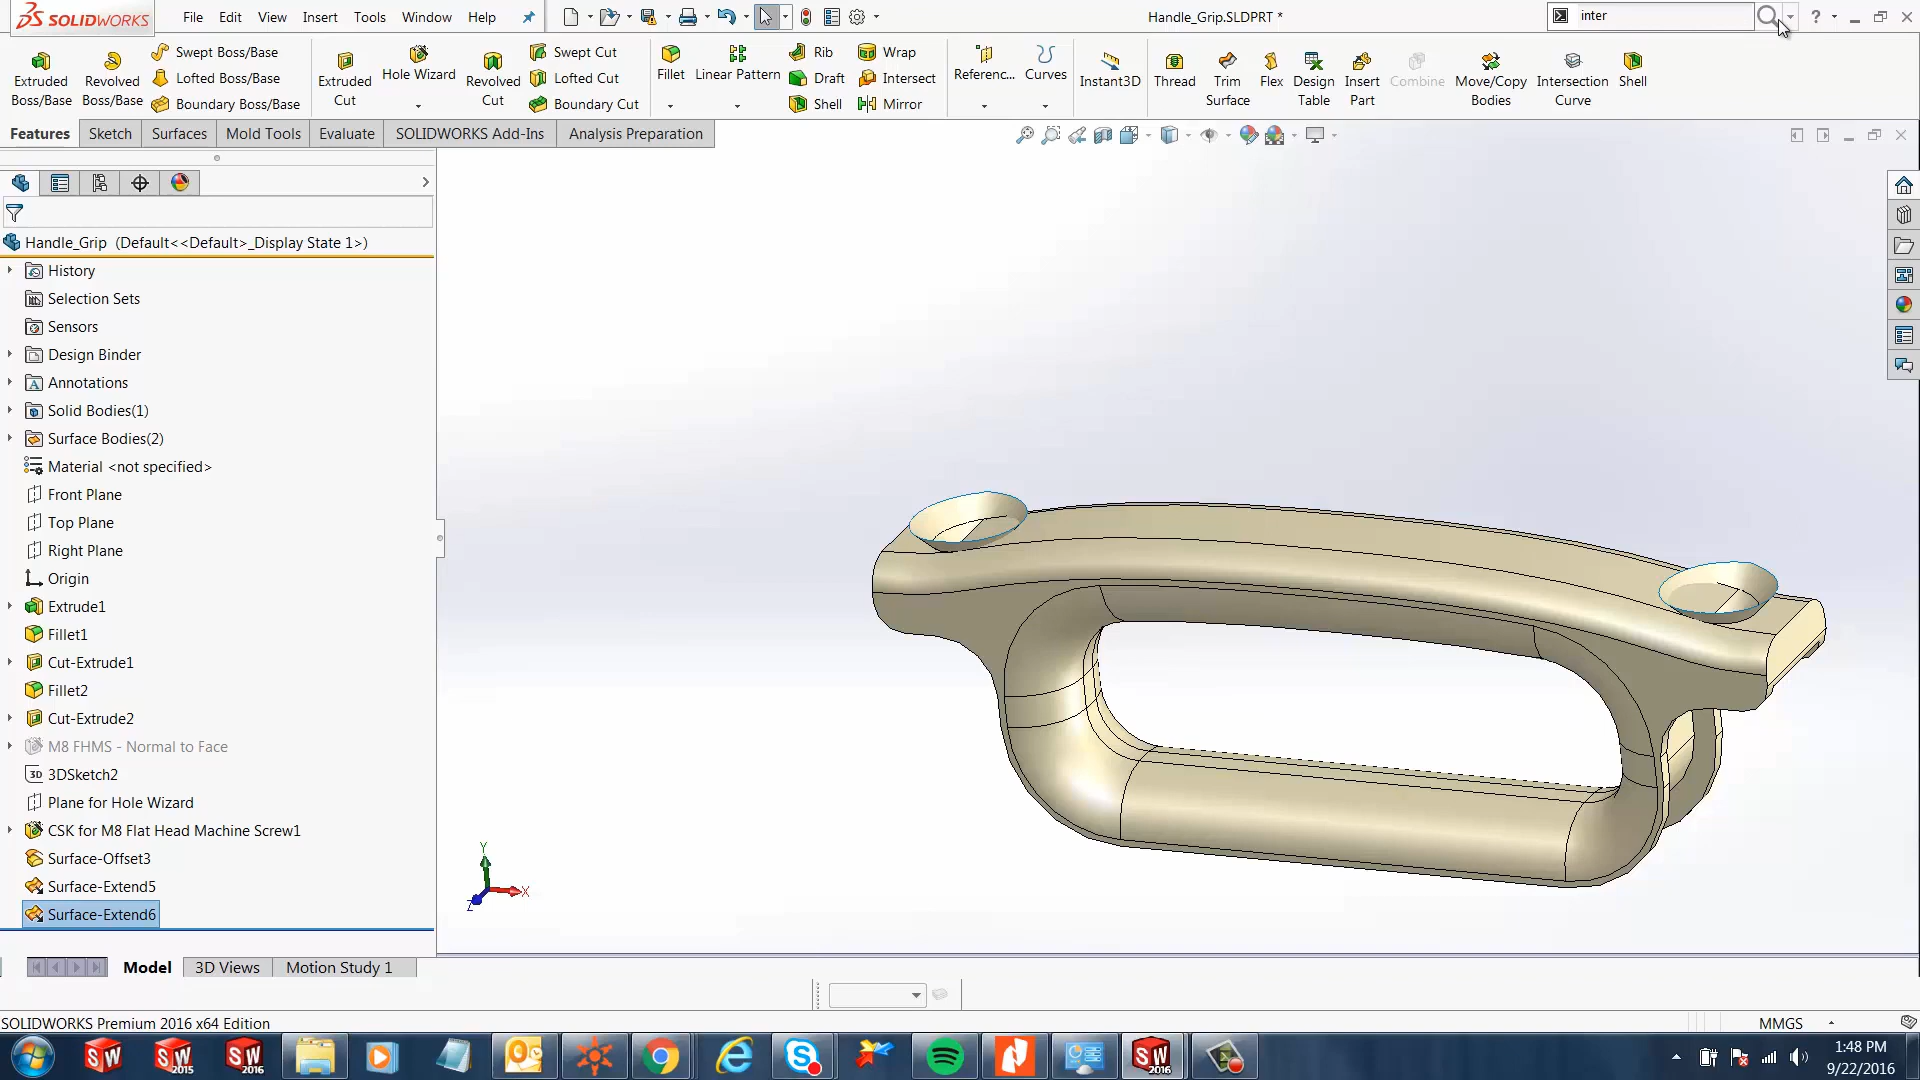 SOLIDWORKS File Edit View Insert Tools Window Help Handle_Grip.SLDPRT * inter ?
Extruded Boss/Base
Revolved Boss/Base
Swept Boss/Base
Lofted Boss/Base
Boundary Boss/Base
Extruded Cut
Hole Wizard
Revolved Cut
Swept Cut
Lofted Cut
Boundary Cut
Fillet
Linear Pattern
Rib
Draft
Shell
Wrap
Intersect
Mirror
Referenc...
Curves
Instant3D
Thread
Trim Surface
Flex
Design Table
Insert Part
Combine
Move/Copy Bodies
Intersection Curve
Shell
Features Sketch Surfaces Mold Tools Evaluate SOLIDWORKS Add-Ins Analysis Preparation
Handle_Grip (Default<<Default>_Display State 1>)
History
Selection Sets
Sensors
Design Binder
Annotations
Solid Bodies(1)
Surface Bodies(2)
Material <not specified>
Front Plane
Top Plane
Right Plane
Origin
Extrude1
Fillet1
Cut-Extrude1
Fillet2
Cut-Extrude2
M8 FHMS - Normal to Face
3D 3DSketch2
Plane for Hole Wizard
CSK for M8 Flat Head Machine Screw1
Surface-Offset3
Surface-Extend5
Surface-Extend6
Y
X
Z
Model 3D Views Motion Study 1
SOLIDWORKS Premium 2016 x64 Edition MMGS
SW SW 2015 SW 2016 SW 2016
1:48 PM
9/22/2016